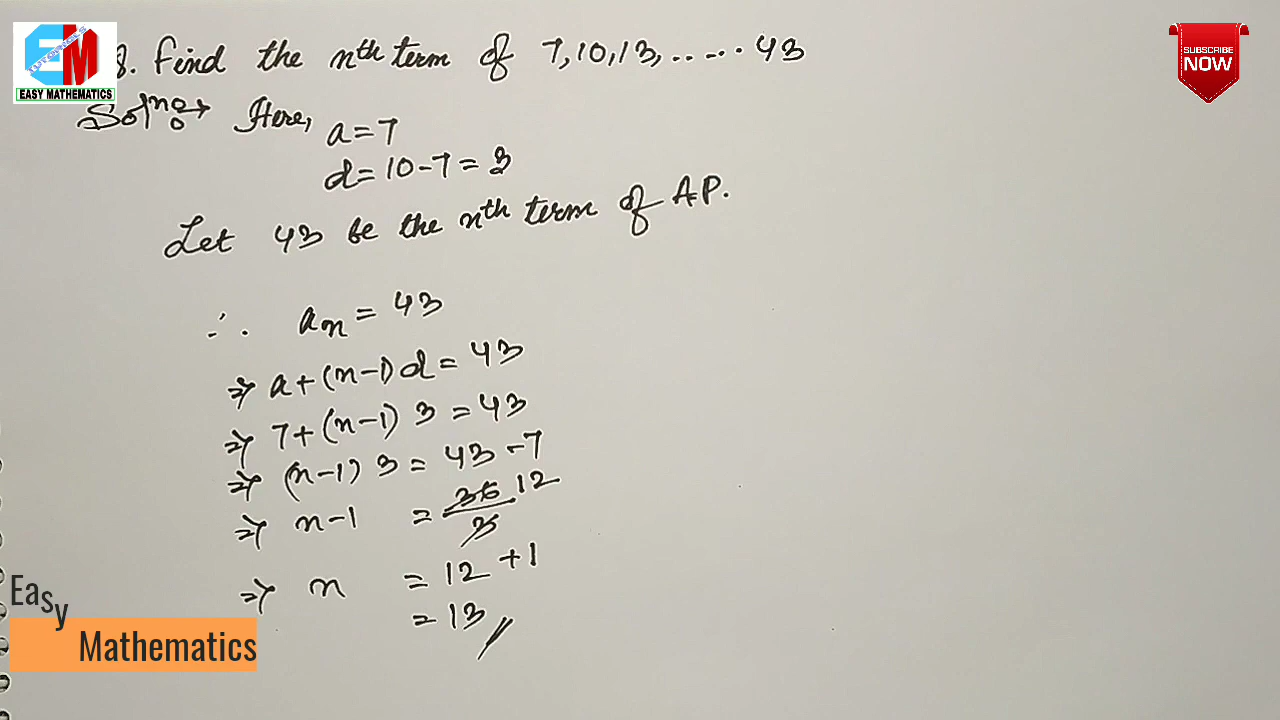 EM
EASY MATHEMATICS
SUBSCRIBE
NOW
8. Find the nth term of 7, 10, 13, ..... 43
Soln:→ Here, a = 7
d = 10 - 7 = 3
Let 43 be the nth term of AP.
∴ an = 43
⇒ a + (n-1) d = 43
⇒ 7 + (n-1) 3 = 43
⇒ (n-1) 3 = 43 - 7
⇒ n-1 = 36/3 12
⇒ n = 12 + 1
= 13
Easy
Mathematics